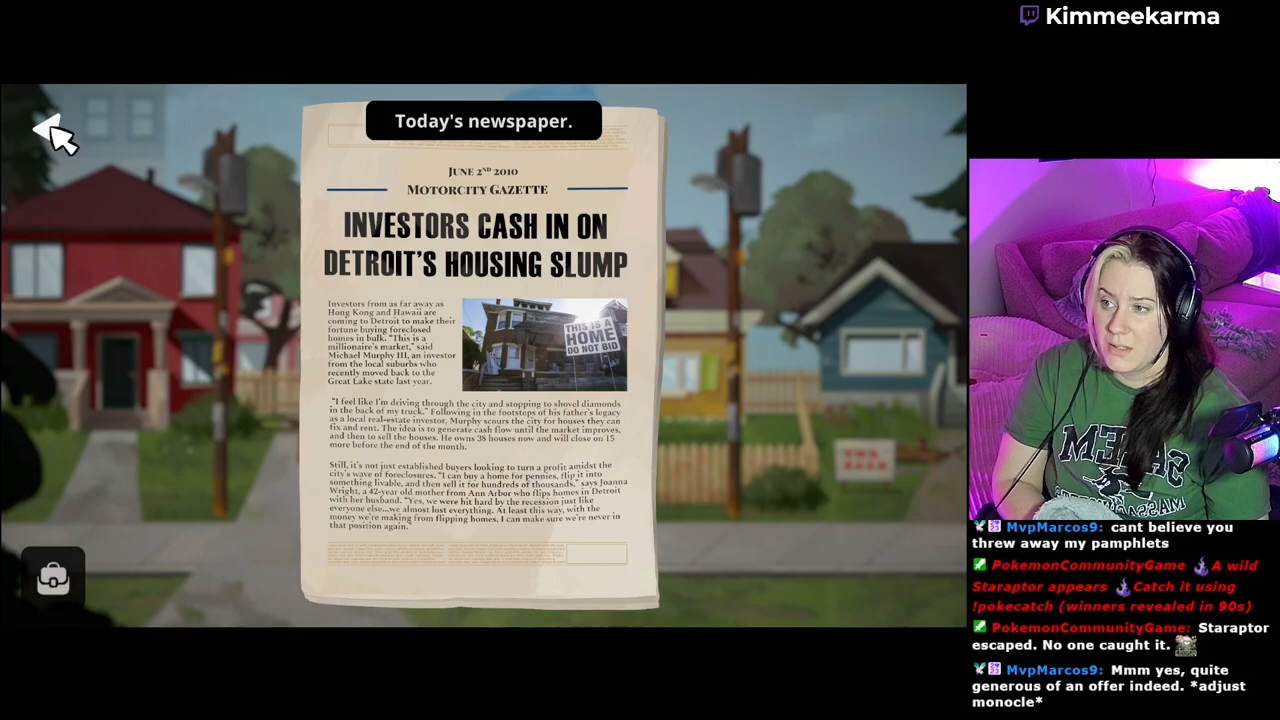 Kimmeekarma
Today's newspaper.
JUNE 2ND 2010
MOTORCITY GAZETTE
INVESTORS CASH IN ON
DETROIT'S HOUSING SLUMP
Investors from as far away as
Hong Kong and Hawaii are
coming to Detroit to make their
fortune buying foreclosed
homes in bulk. "This is a
millionaire's market," said
Michael Murphy III, an investor
from the local suburbs who
recently moved back to the
Great Lake state last year.
THIS IS A
HOME
DO NOT BID
"I feel like I'm driving through the city and stopping to shovel diamonds
in the back of my truck." Following in the footsteps of his father's legacy
as a local real-estate investor, Murphy scours the city for houses they can
fix and rent. The idea is to generate cash flow until the market improves,
and then to sell the houses. He owns 38 houses now and will close on 15
more before the end of the month.
Still, it's not just established buyers looking to turn a profit amidst the
city's wave of foreclosures. "I can buy a home for pennies, flip it into
something livable, and then sell it for hundreds of thousands," says Joanna
Wright, a 42-year old mother from Ann Arbor who flips homes in Detroit
with her husband. "Yes, we were hit hard by the recession just like
everyone else...we almost lost everything. At least this way, with the
money we're making from flipping homes, I can make sure we're never in
that position again."
FOR
SALE
SALEM
MASSACHUSETTS
MvpMarcos9: cant believe you
threw away my pamphlets
PokemonCommunityGame A wild
Staraptor appears Catch it using
!pokecatch (winners revealed in 90s)
PokemonCommunityGame: Staraptor
escaped. No one caught it.
MvpMarcos9: Mmm yes, quite
generous of an offer indeed. *adjust
monocle*